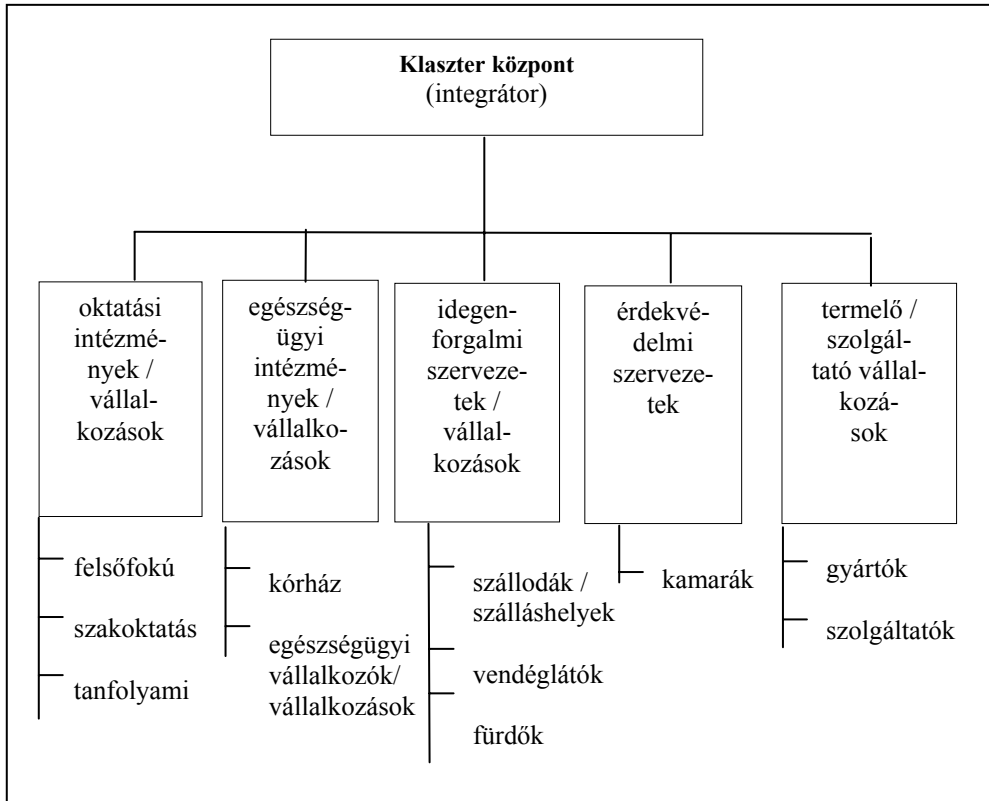 Klaszter központ
(integrátor)
oktatási
intézmé-
nyek /
vállal-
kozások
egészség-
ügyi
intézmé-
nyek /
vállalko-
zások
idegen-
forgalmi
szerveze-
tek /
vállal-
kozások
érdekvé-
delmi
szerveze-
tek
termelő /
szolgál-
tató vállal-
kozá-
sok
felsőfokú
szakoktatás
tanfolyami
kórház
egészségügyi
vállalkozók/
vállalkozások
szállodák /
szálláshelyek
vendéglátók
fürdők
kamarák
gyártók
szolgáltatók